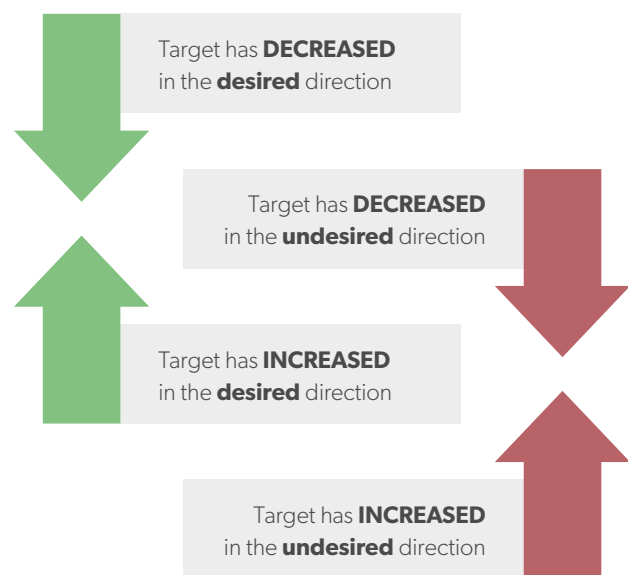 Target has DECREASED
in the desired direction
Target has DECREASED
in the undesired direction
Target has INCREASED
in the desired direction
Target has INCREASED
in the undesired direction